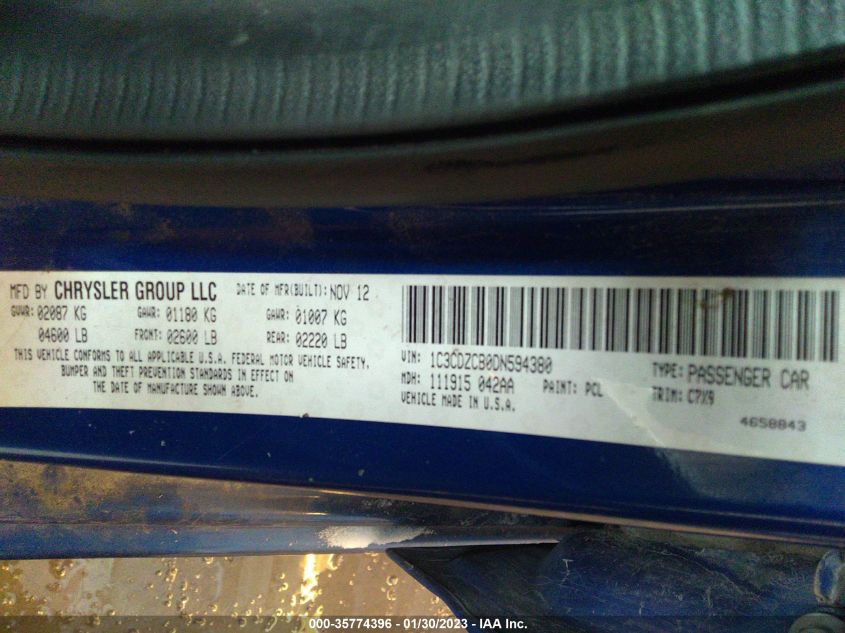 MFD BY CHRYSLER GROUP LLC DATE OF MFR(BUILT): NOV 12
GVWR: 02087 KG GAWR: 01180 KG GAWR: 01007 KG
04600 LB FRONT: 02600 LB REAR: 02220 LB
THIS VEHICLE CONFORMS TO ALL APPLICABLE U.S.A. FEDERAL MOTOR VEHICLE SAFETY,
BUMPER AND THEFT PREVENTION STANDARDS IN EFFECT ON
THE DATE OF MANUFACTURE SHOWN ABOVE.
VIN: 1C3CDZCB0DN594380 TYPE: PASSENGER CAR
MDH: 111915 042AA PAINT: PCL TRIM: C7X9
VEHICLE MADE IN U.S.A.
4658843
000-35774396 - 01/30/2023 - IAA Inc.